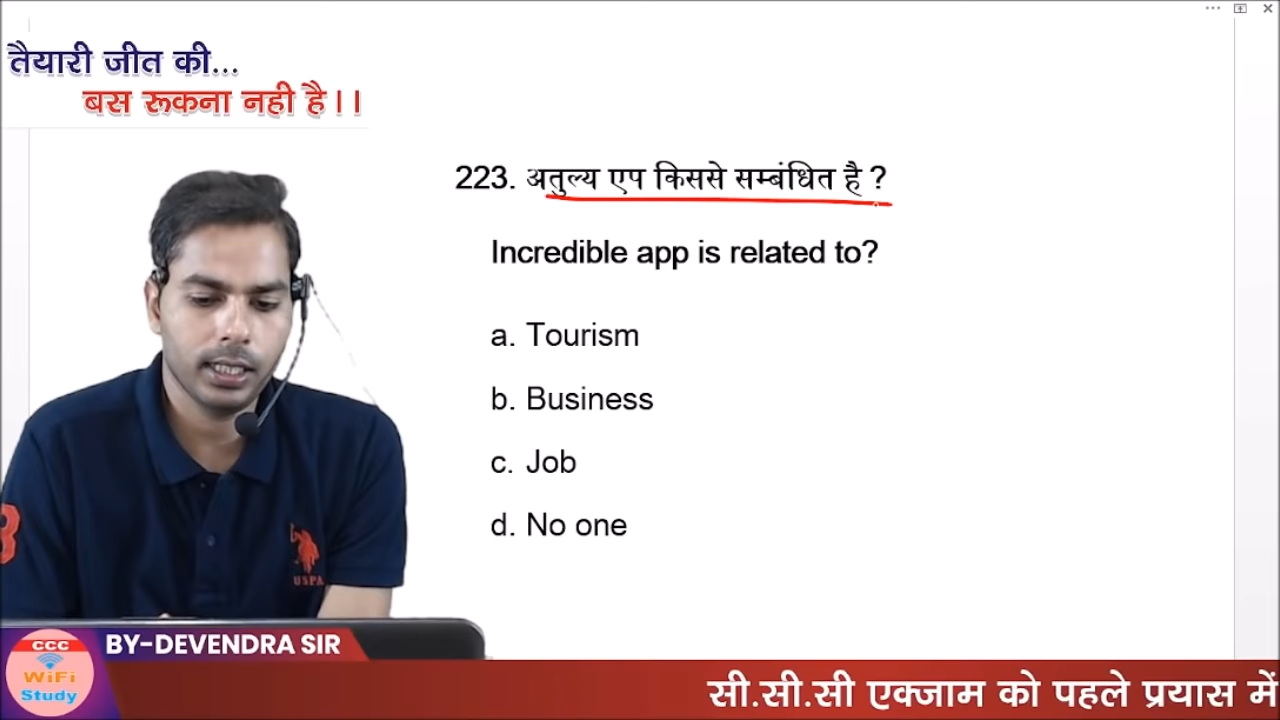 तैयारी जीत की...
बस रूकना नही है।।
223. अतुल्य एप किससे सम्बंधित है ?
Incredible app is related to?
a. Tourism
b. Business
c. Job
d. No one
3
USPA
CCC
WiFi
Study
BY-DEVENDRA SIR
सी.सी.सी एक्जाम को पहले प्रयास में